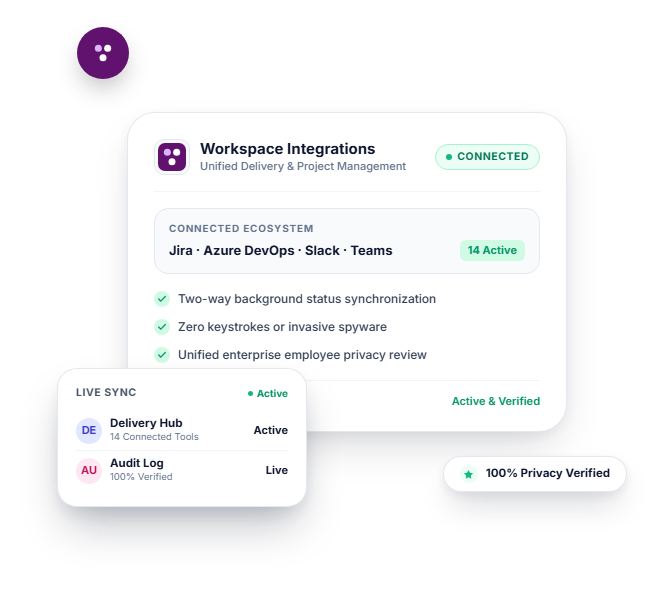 Workspace Integrations
Unified Delivery & Project Management
CONNECTED
CONNECTED ECOSYSTEM
Jira · Azure DevOps · Slack · Teams
14 Active
Two-way background status synchronization
Zero keystrokes or invasive spyware
Unified enterprise employee privacy review
Active & Verified
LIVE SYNC
Active
DE
Delivery Hub
14 Connected Tools
Active
AU
Audit Log
100% Verified
Live
100% Privacy Verified